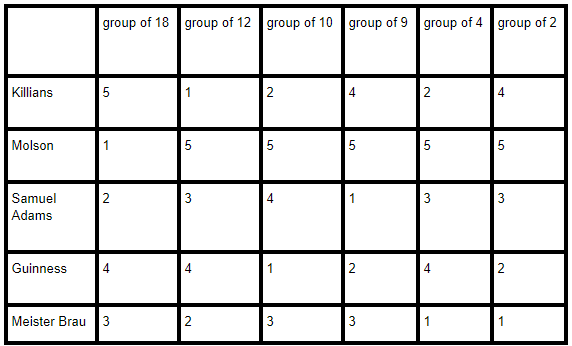 group of 18 group of 12 group of 10 group of 9 group of 4 group of 2
Killians 5 1 2 4 2 4
Molson 1 5 5 5 5 5
Samuel
Adams 2 3 4 1 3 3
Guinness 4 4 1 2 4 2
Meister Brau 3 2 3 3 1 1